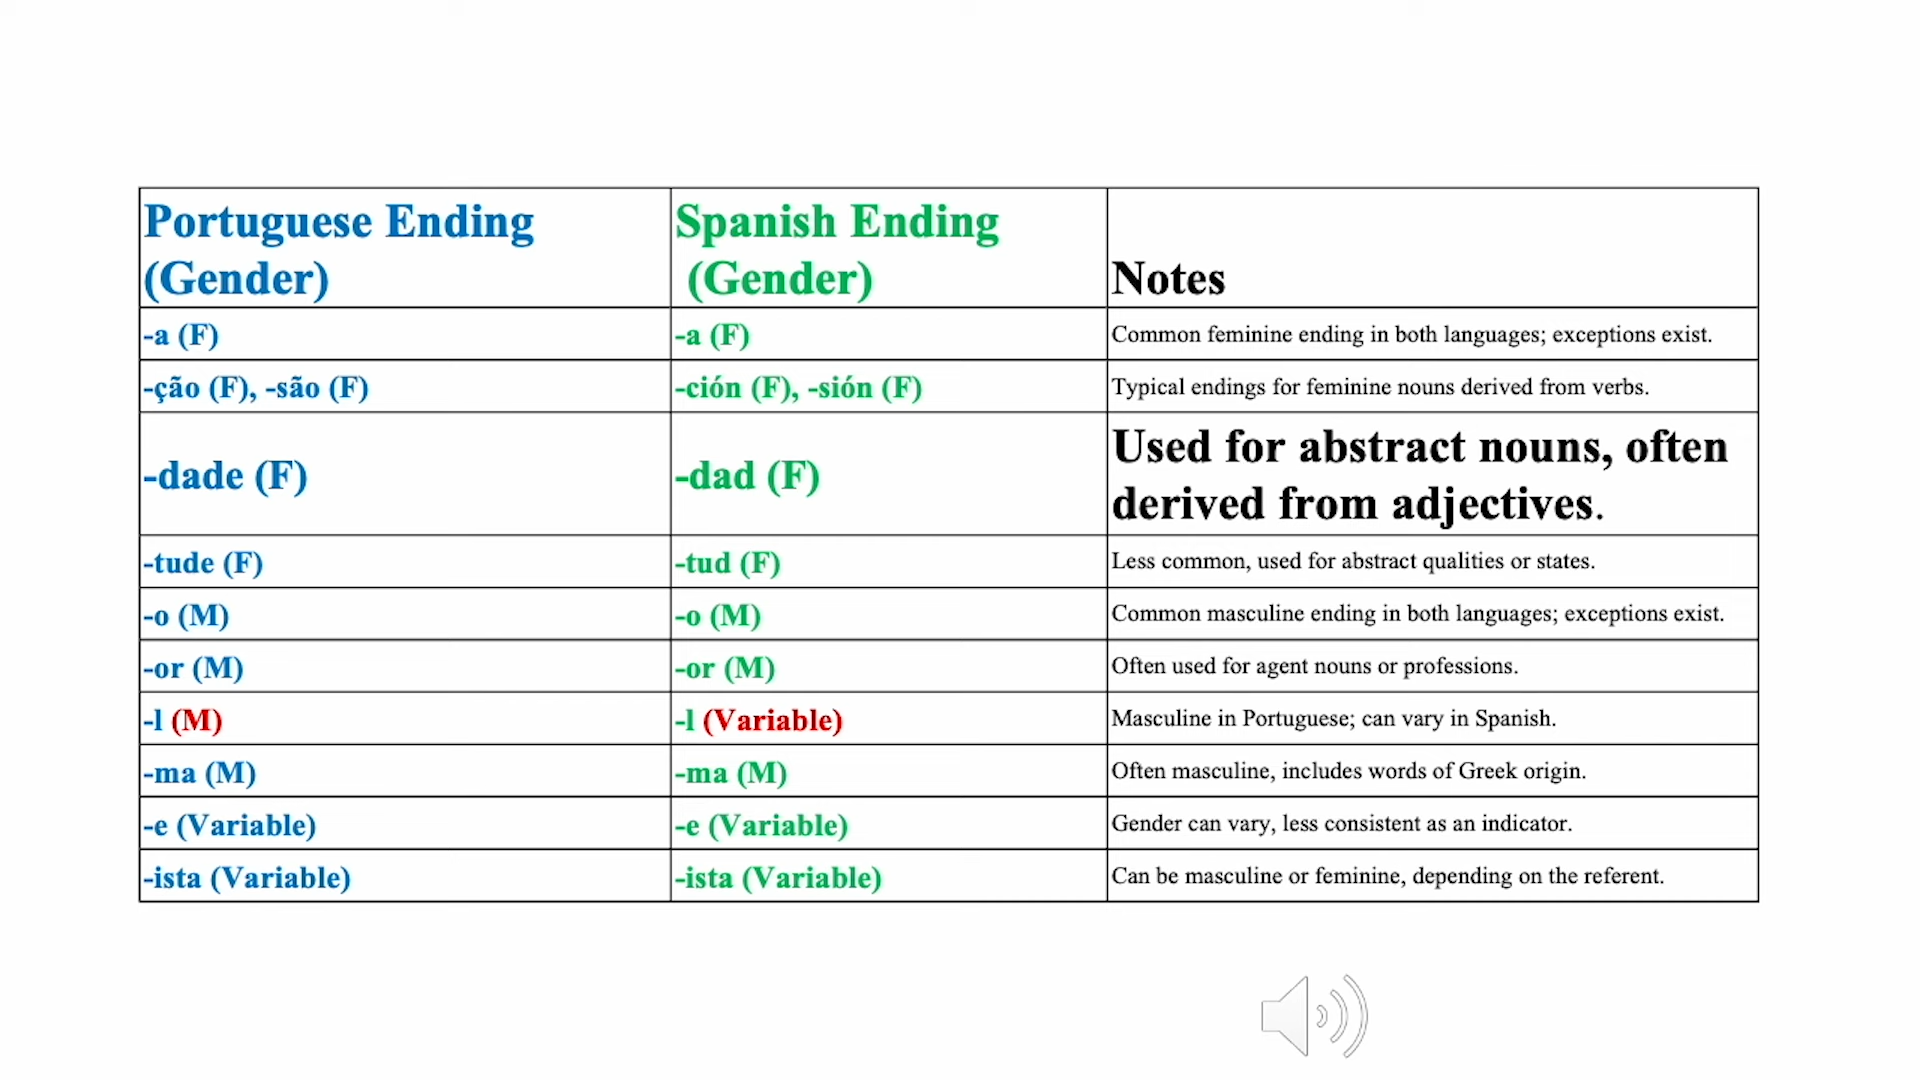 Portuguese Ending
(Gender)
Spanish Ending
(Gender)
Notes
-a (F)
-a (F)
Common feminine ending in both languages; exceptions exist.
-ção (F), -são (F)
-ción (F), -sión (F)
Typical endings for feminine nouns derived from verbs.
-dade (F)
-dad (F)
Used for abstract nouns, often
derived from adjectives.
-tude (F)
-tud (F)
Less common, used for abstract qualities or states.
-o (M)
-o (M)
Common masculine ending in both languages; exceptions exist.
-or (M)
-or (M)
Often used for agent nouns or professions.
-l (M)
-l (Variable)
Masculine in Portuguese; can vary in Spanish.
-ma (M)
-ma (M)
Often masculine, includes words of Greek origin.
-e (Variable)
-e (Variable)
Gender can vary, less consistent as an indicator.
-ista (Variable)
-ista (Variable)
Can be masculine or feminine, depending on the referent.